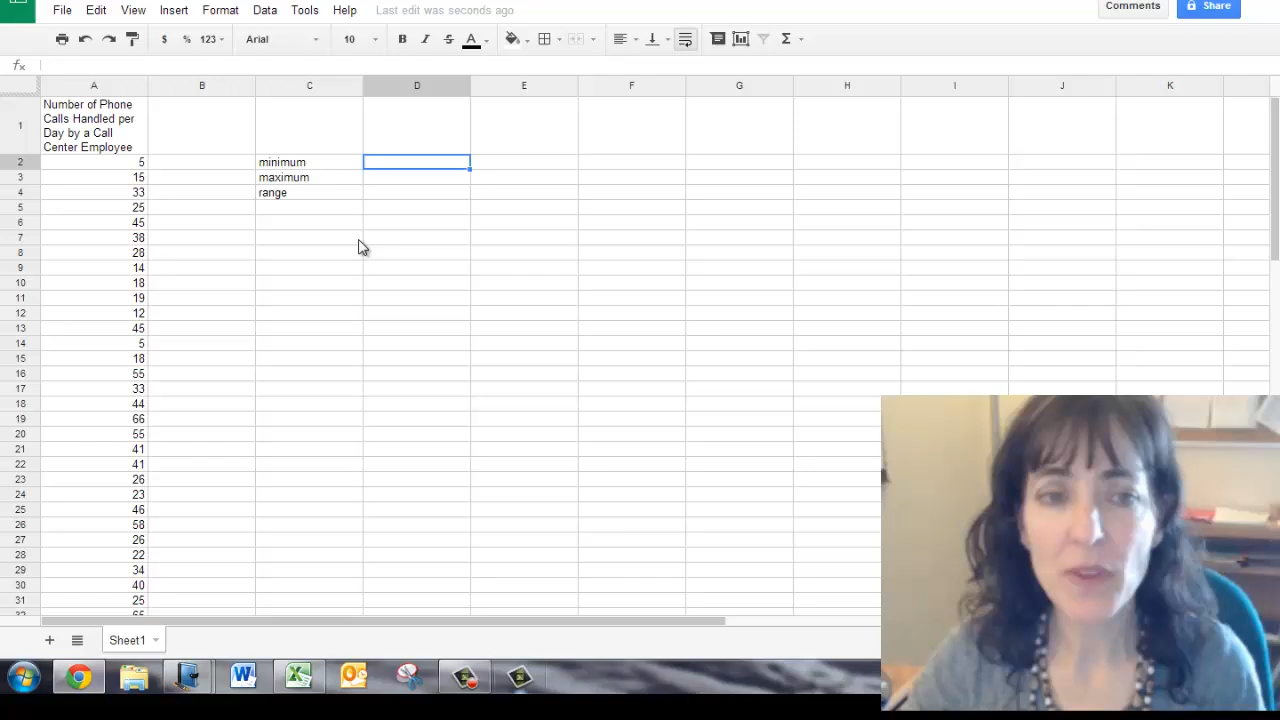 Comments
Share
File Edit View Insert Format Data Tools Help Last edit was seconds ago
$ % 123 Arial 10 B I S A Σ
fx
A B C D E F G H I J K
1 Number of Phone
Calls Handled per
Day by a Call
Center Employee
2 5 minimum
3 15 maximum
4 33 range
5 25
6 45
7 38
8 28
9 14
10 18
11 19
12 12
13 45
14 5
15 18
16 55
17 33
18 44
19 66
20 55
21 41
22 41
23 26
24 23
25 46
26 58
27 26
28 22
29 34
30 40
31 25
32 65
Sheet1